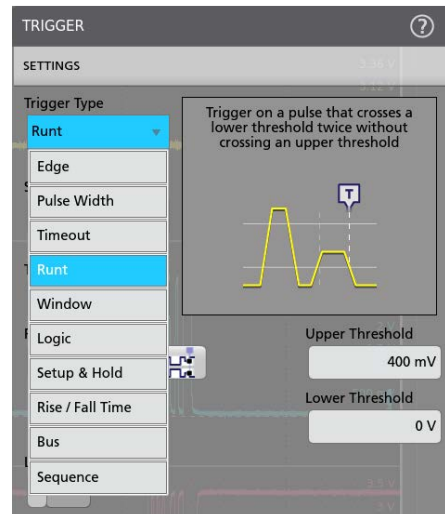 TRIGGER
?
SETTINGS
3.36 V
Trigger Type
Runt
Edge
Pulse Width
Timeout
Runt
Window
Logic
Setup & Hold
Rise / Fall Time
Bus
Sequence
Trigger on a pulse that crosses a
lower threshold twice without
crossing an upper threshold
T
Upper Threshold
400 mV
Lower Threshold
0 V